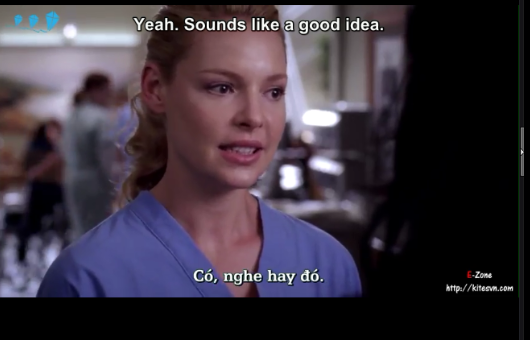 Yeah. Sounds like a good idea.
Có, nghe hay đó.
E-Zone
http://kitesvn.com